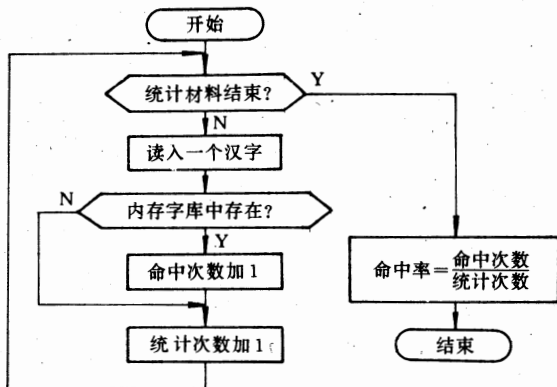 开始
统计材料结束?
Y
N
读入一个汉字
N
内存字库中存在?
Y
命中次数加1
命中率=命中次数/统计次数
统计次数加1
结束